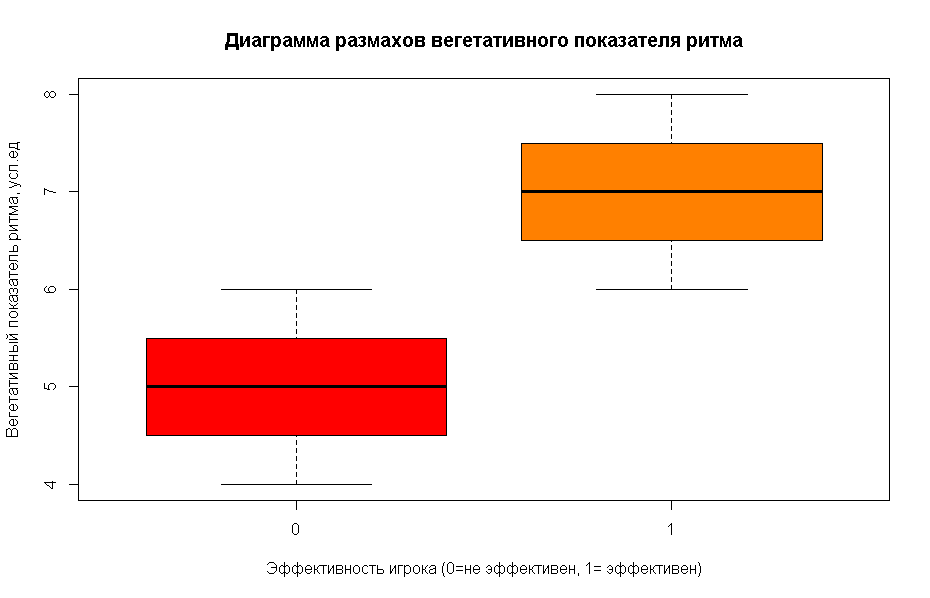 Диаграмма размахов вегетативного показателя ритма
Вегетативный показатель ритма, усл.ед
8
7
6
5
4
0
1
Эффективность игрока (0=не эффективен, 1= эффективен)